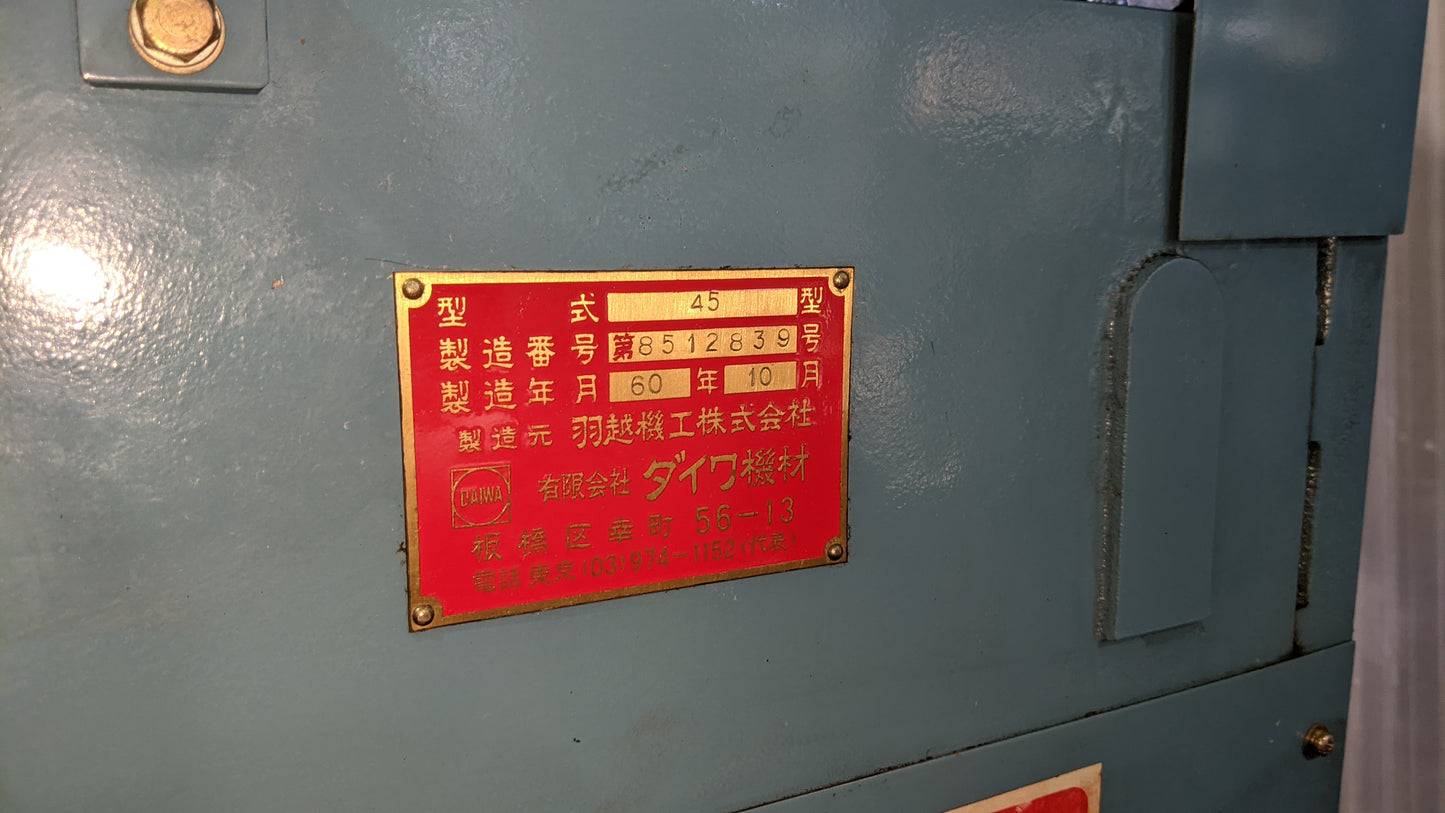 型式 45 型
製造番号 第8512839号
製造年月 60 年 10 月
製造元 羽越機工株式会社
DAIWA 有限会社 ダイワ機材
板橋区幸町 56-13
電話 東京(03)974-1152(代表)